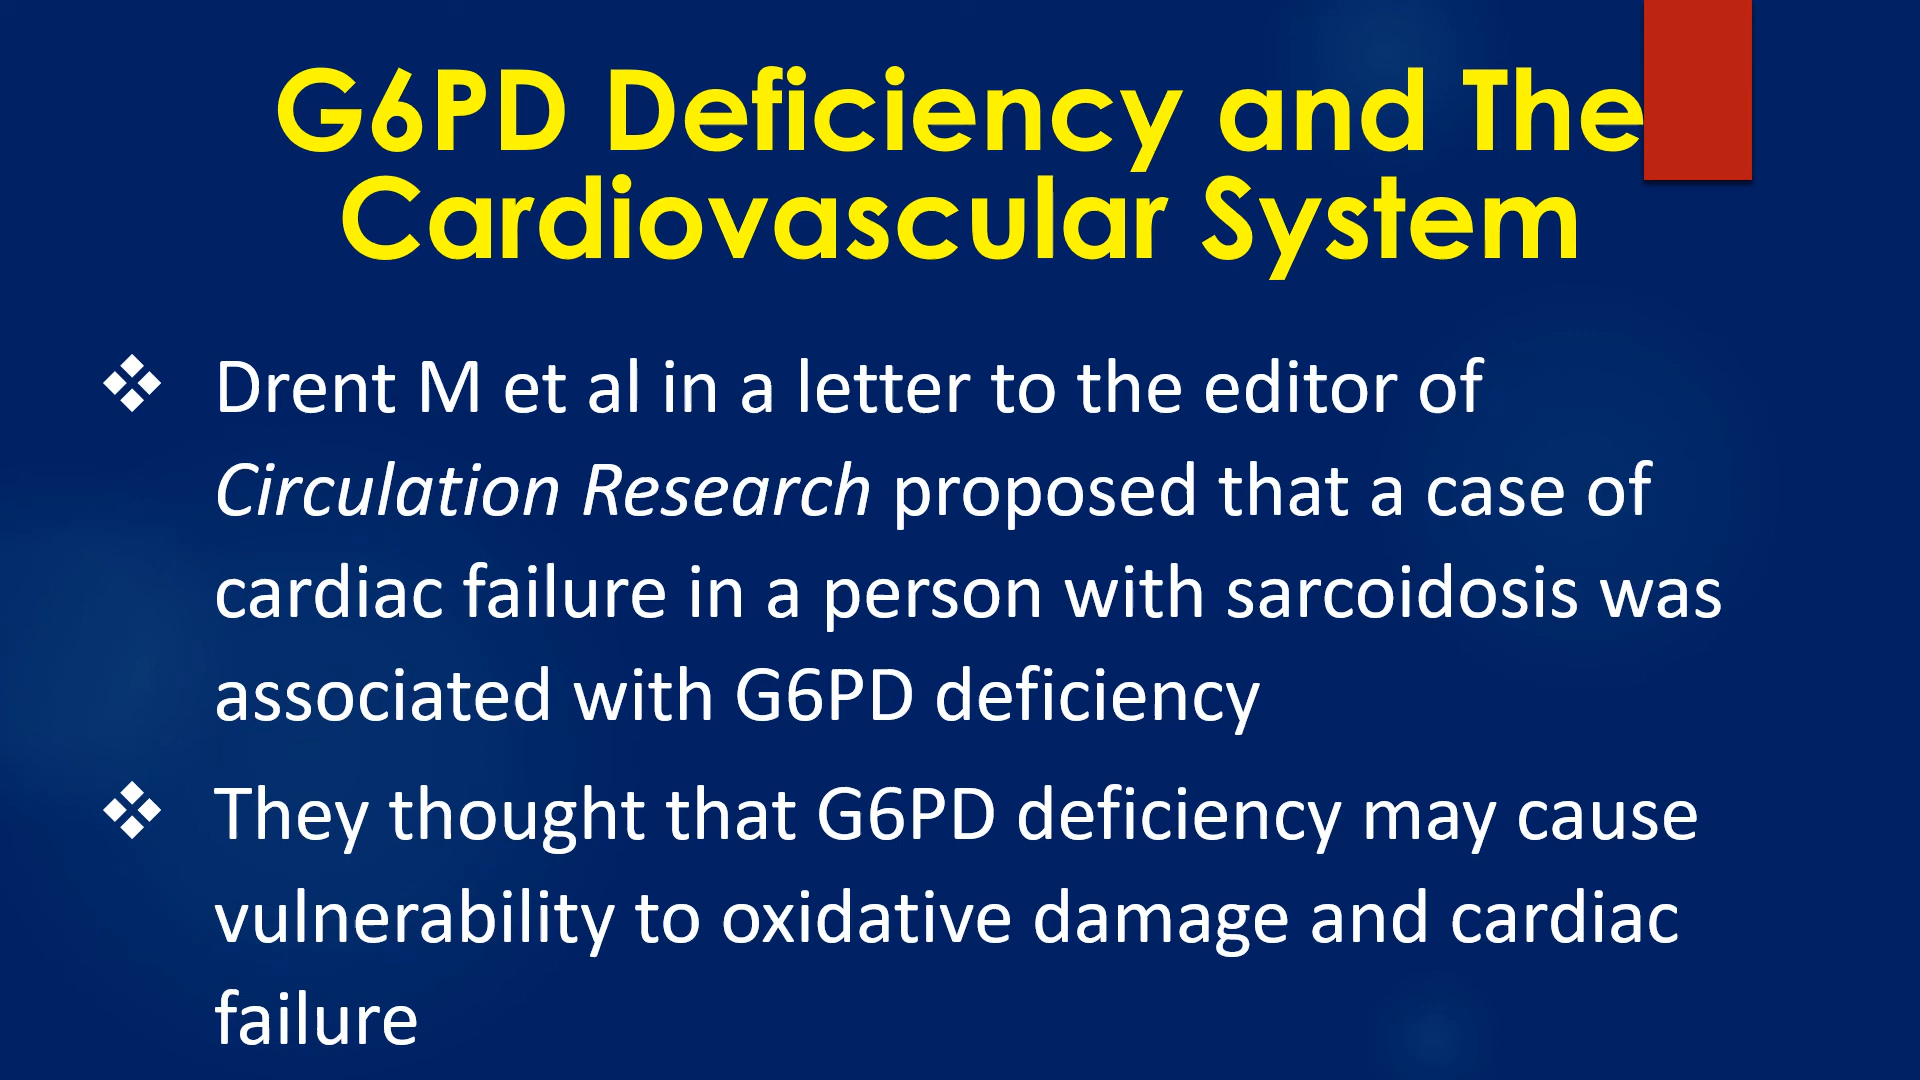 G6PD Deficiency and The
Cardiovascular System
❖ Drent M et al in a letter to the editor of
Circulation Research proposed that a case of
cardiac failure in a person with sarcoidosis was
associated with G6PD deficiency
❖ They thought that G6PD deficiency may cause
vulnerability to oxidative damage and cardiac
failure